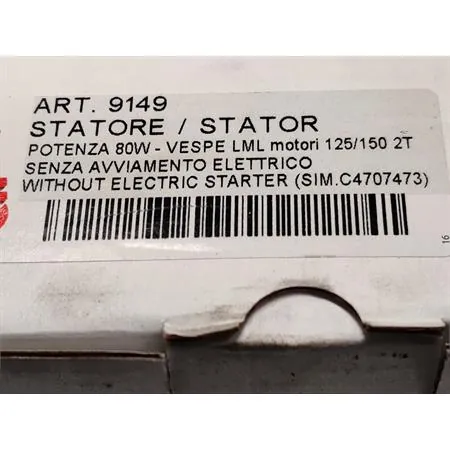 ART. 9149
STATORE / STATOR
POTENZA 80W - VESPE LML motori 125/150 2T
SENZA AVVIAMENTO ELETTRICO
WITHOUT ELECTRIC STARTER (SIM.C4707473)
16